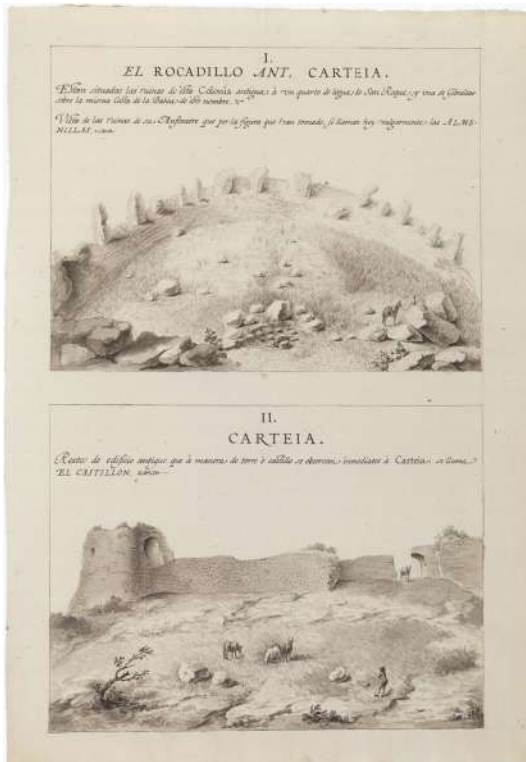 I.
EL ROCADILLO ANT. CARTEIA.
Estan situadas las ruinas de esta Colonia antigua, à un quarto de legua de San Roque, y una de Gibraltar
sobre la misma Costa de la Bahia de este nombre.
Vista de las ruinas de su Anfiteatro que por la figura que han tomado, se llaman hoy vulgarmente las ALME-
NILLAS.
II.
CARTEIA.
Restos de edificio antiguo que à manera de torre ò castillo se observan inmediatos à Carteia, se llama
EL CASTILLON.